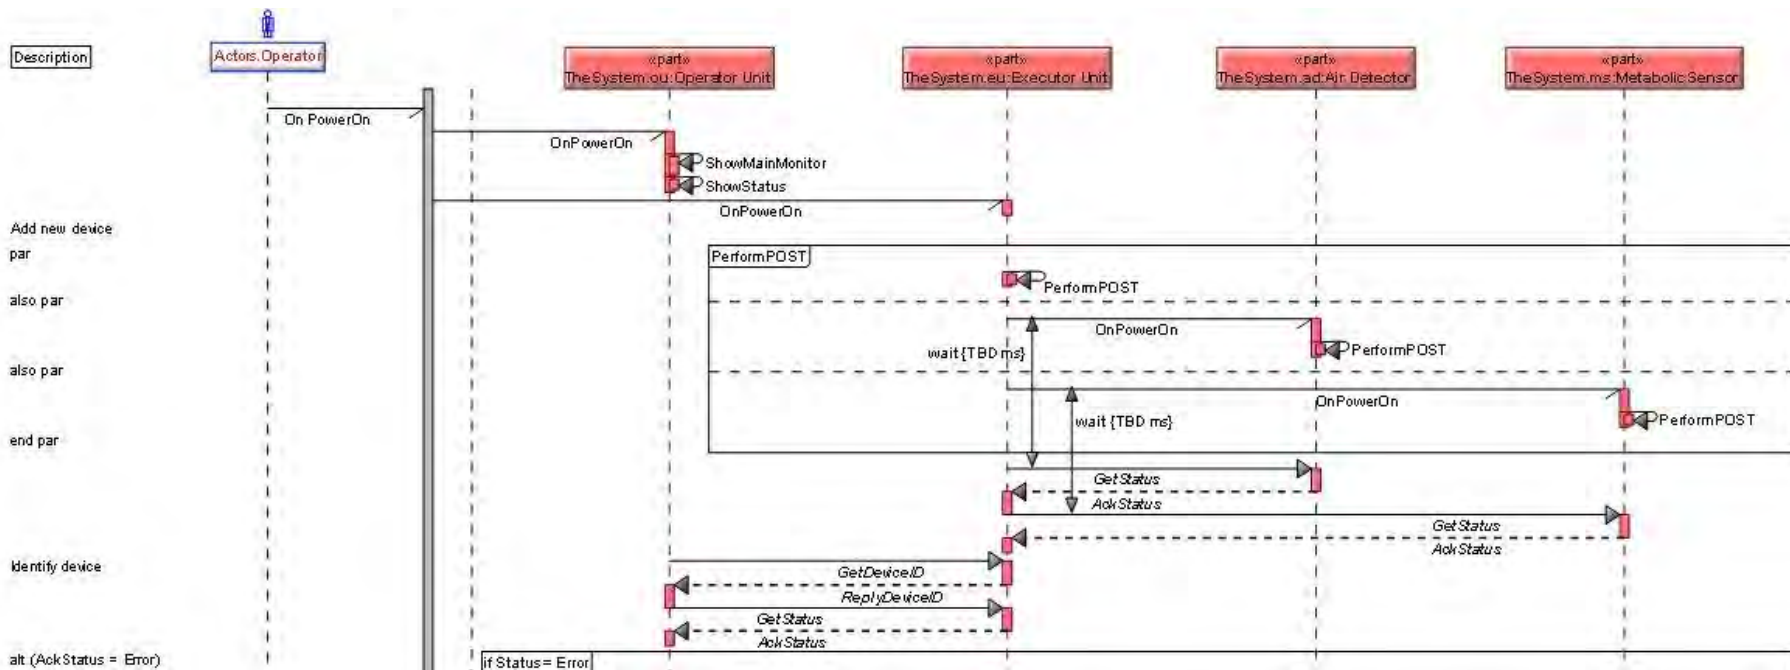 Description
Actors.Operator
«part»
TheSystem.ou:Operator Unit
«part»
TheSystem.eu:Executor Unit
«part»
TheSystem.ad:Air Detector
«part»
TheSystem.ms:MetabolicSensor
On PowerOn
OnPowerOn
ShowMainMonitor
ShowStatus
OnPowerOn
Add new device
par
PerformPOST
PerformPOST
also par
OnPowerOn
wait {TBD ms}
PerformPOST
also par
OnPowerOn
wait {TBD ms}
PerformPOST
end par
GetStatus
AckStatus
GetStatus
AckStatus
Identify device
GetDeviceID
ReplyDeviceID
GetStatus
AckStatus
alt (AckStatus = Error)
if Status= Error